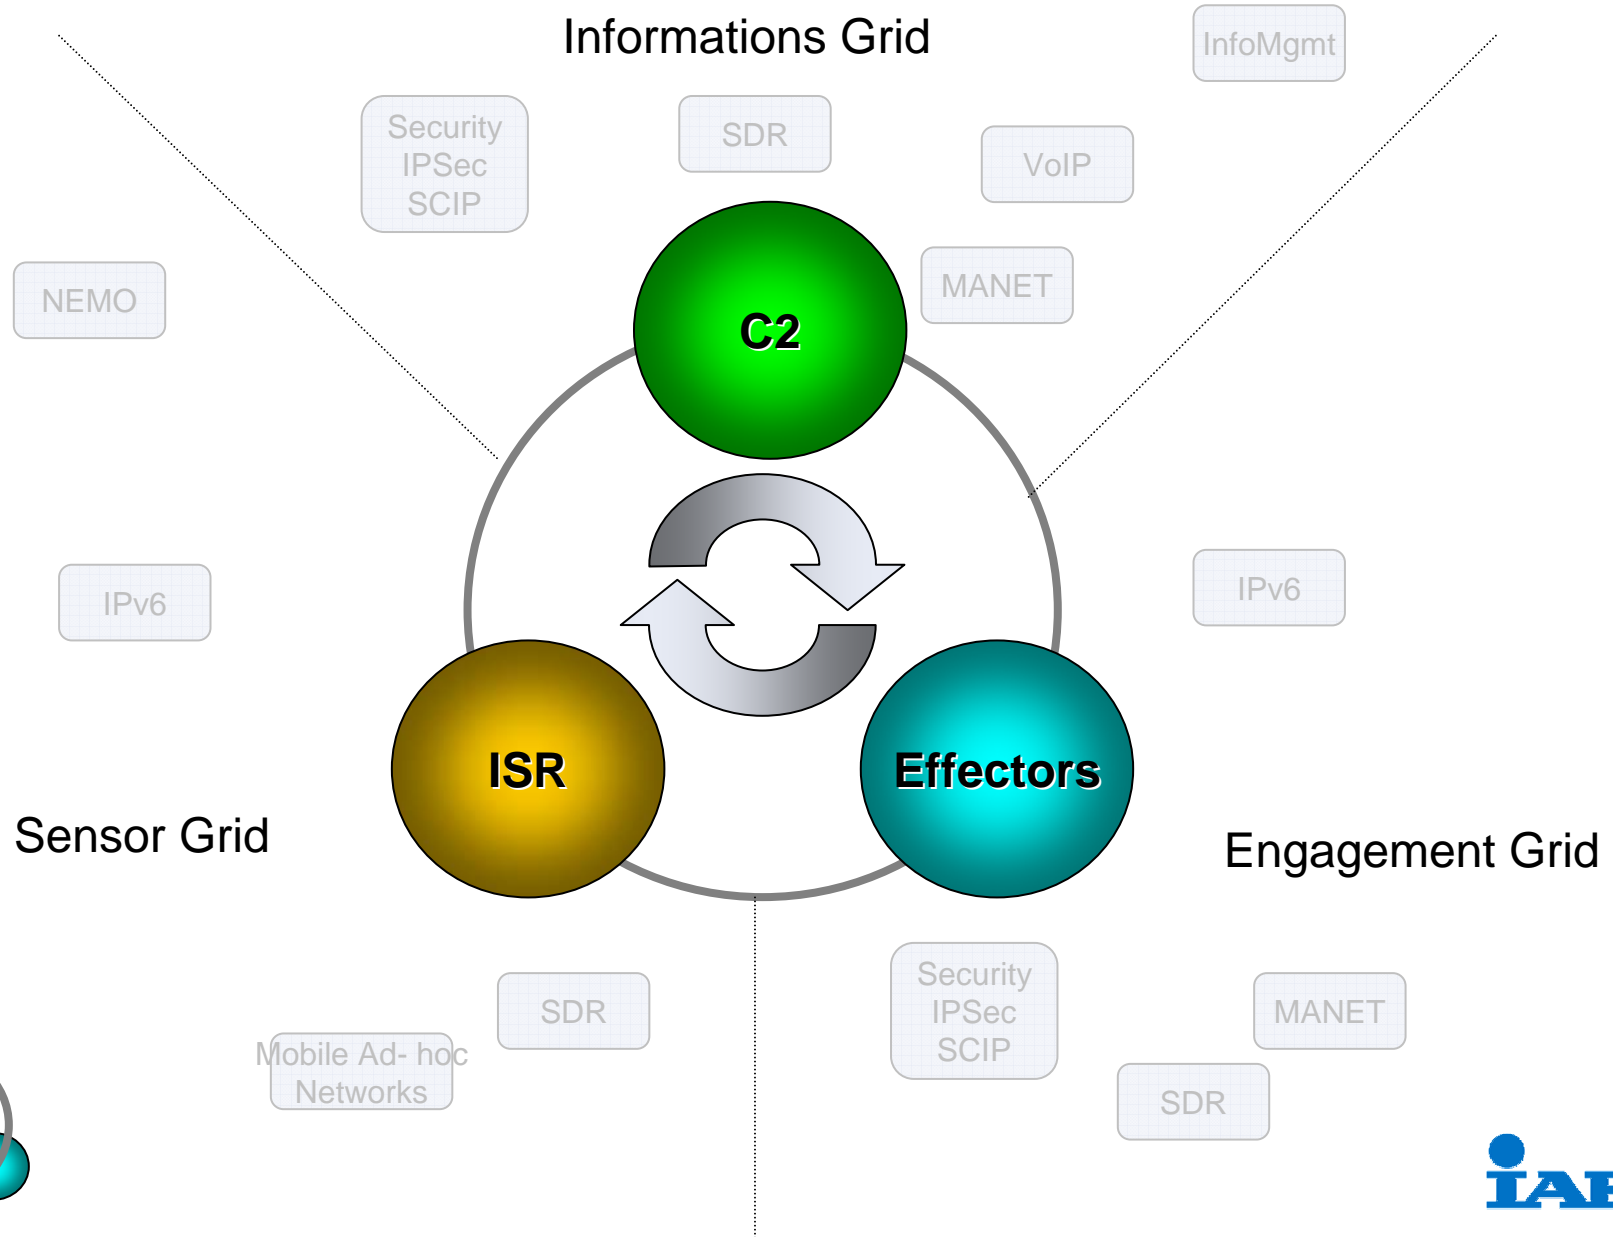 Informations Grid
InfoMgmt
Security
IPSec
SCIP
SDR
VoIP
NEMO
MANET
C2
IPv6
IPv6
ISR
Effectors
Sensor Grid
Engagement Grid
Security
IPSec
SCIP
SDR
MANET
Mobile Ad- hoc
Networks
SDR